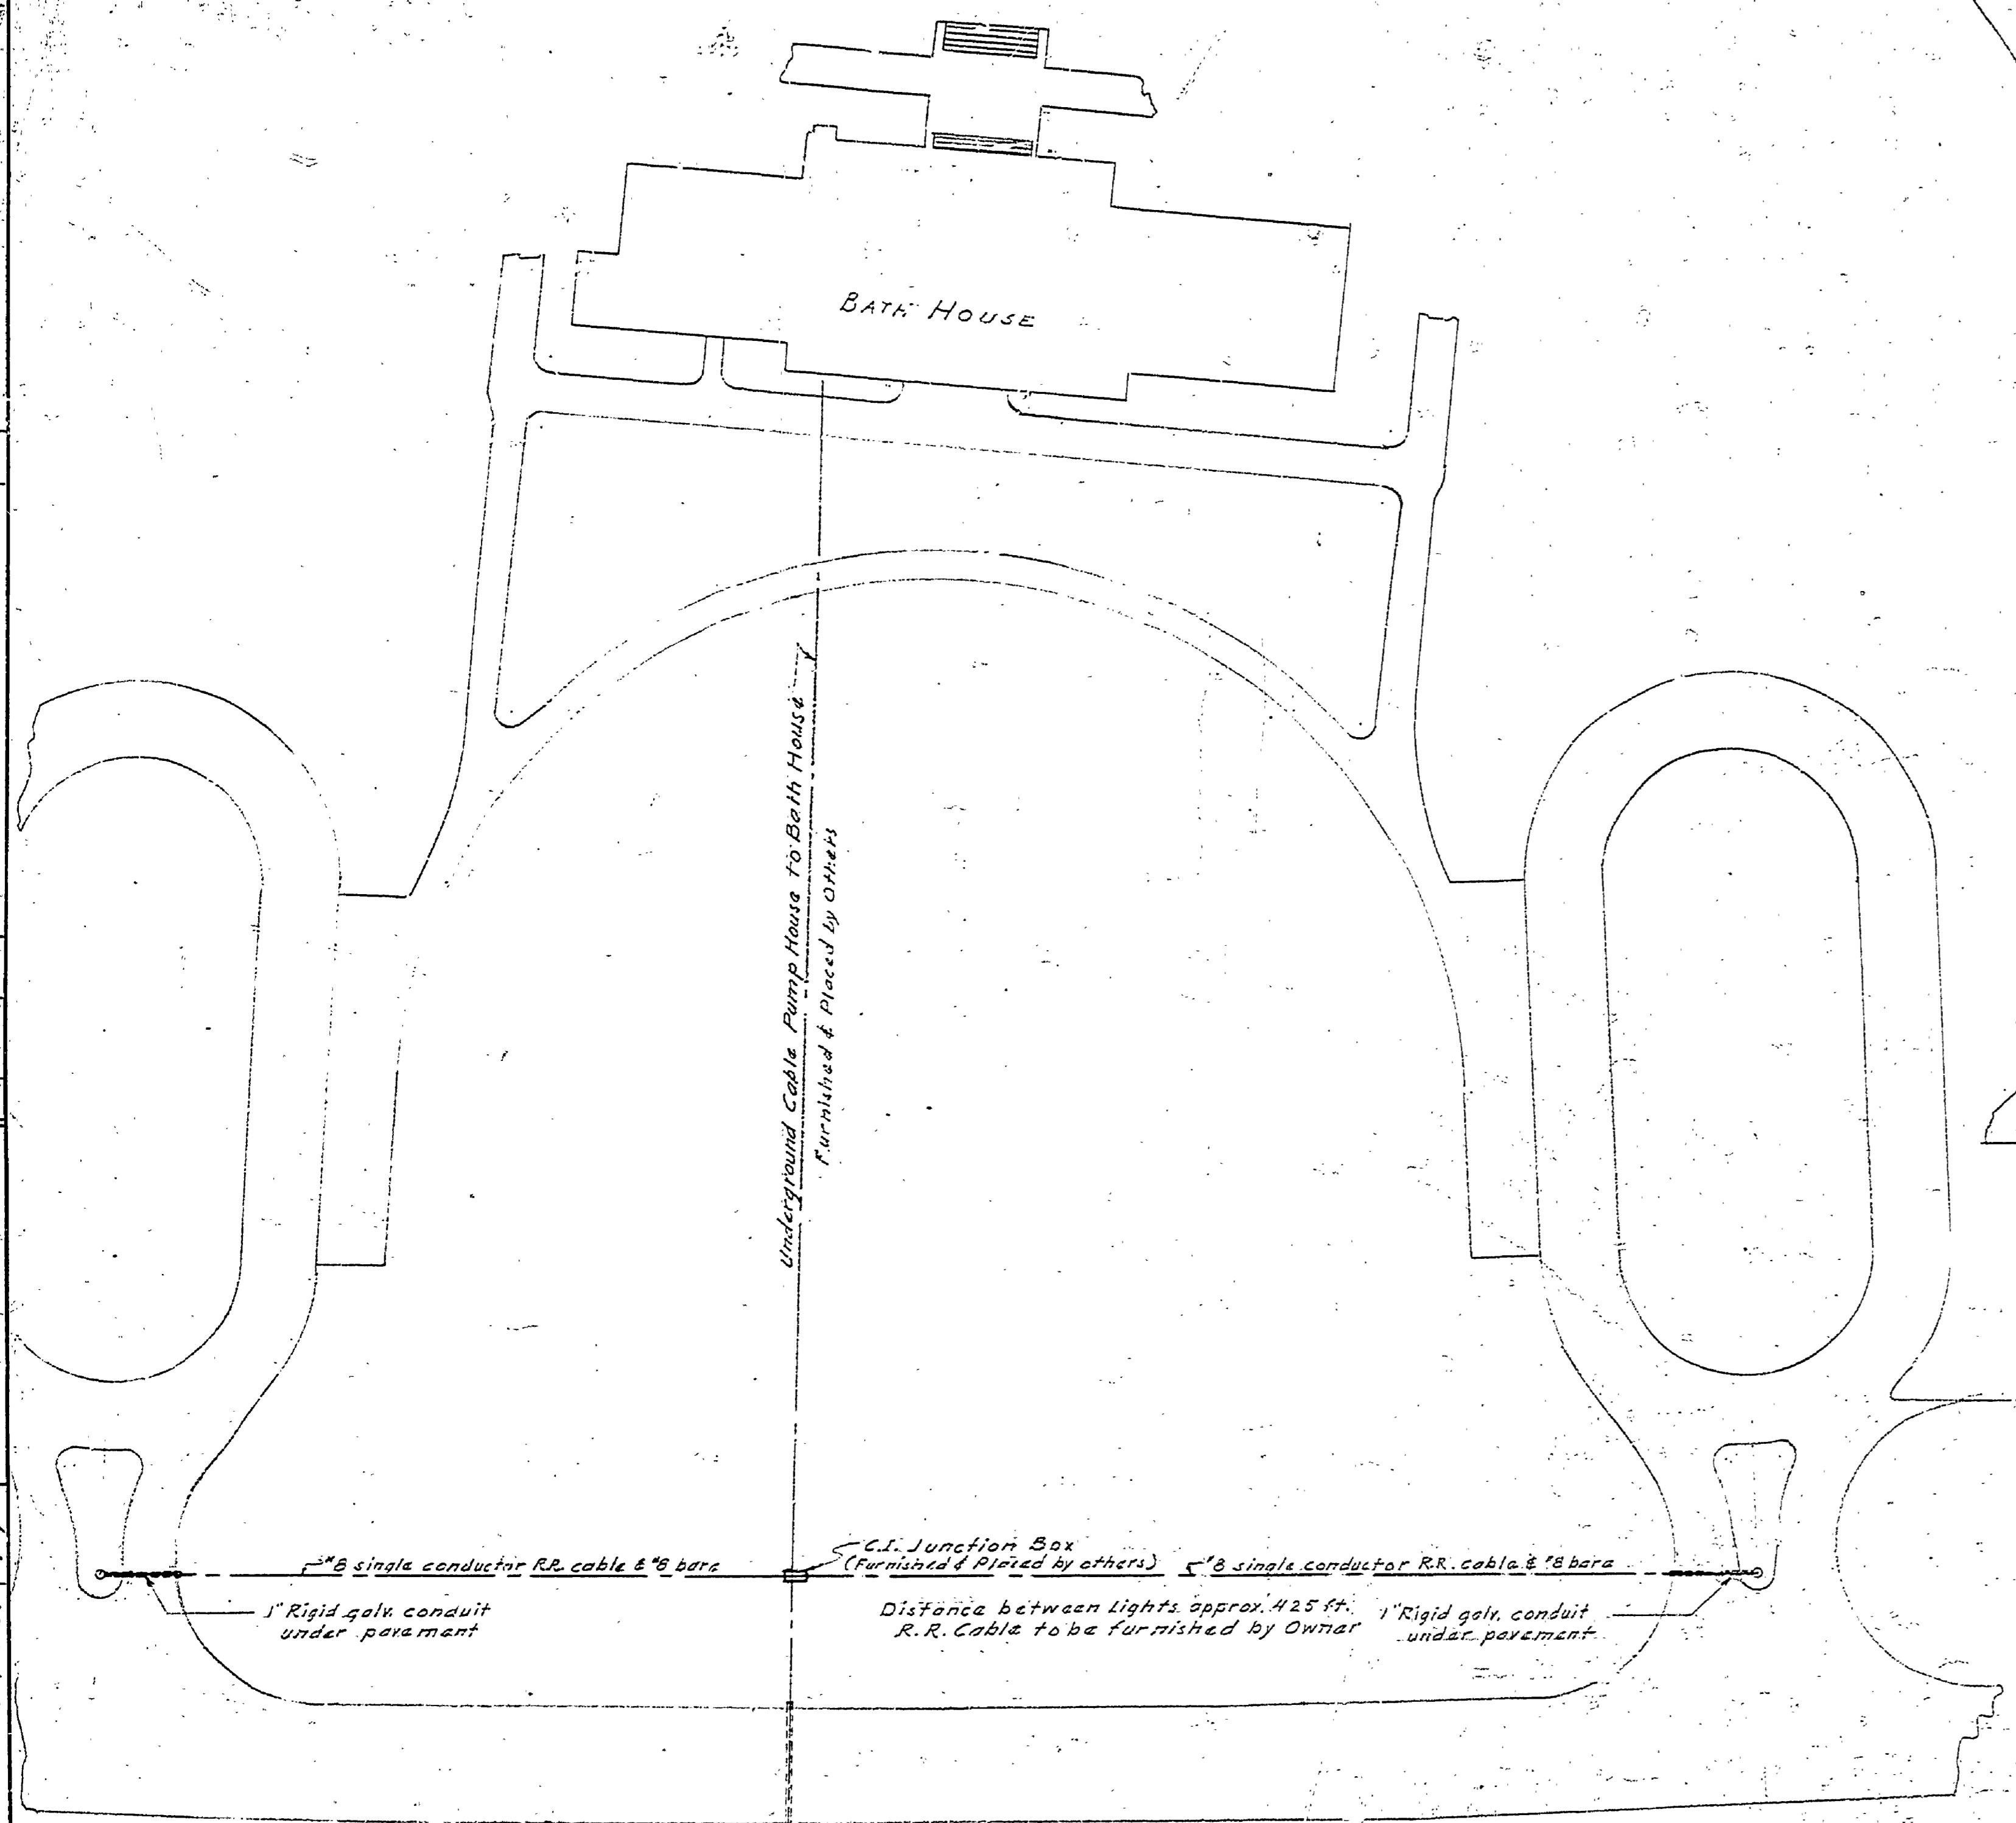 BATH HOUSE
Underground Cable Pump House to Bath House
Furnished & Placed by Others
C.I. Junction Box
(Furnished & Placed by others)
#8 single conductor R.R. cable & #8 bare
#8 single conductor R.R. cable & #8 bare
1" Rigid galv. conduit
under pavement
Distance between Lights approx. 425 ft.
R.R. Cable to be furnished by Owner
1" Rigid galv. conduit
under pavement